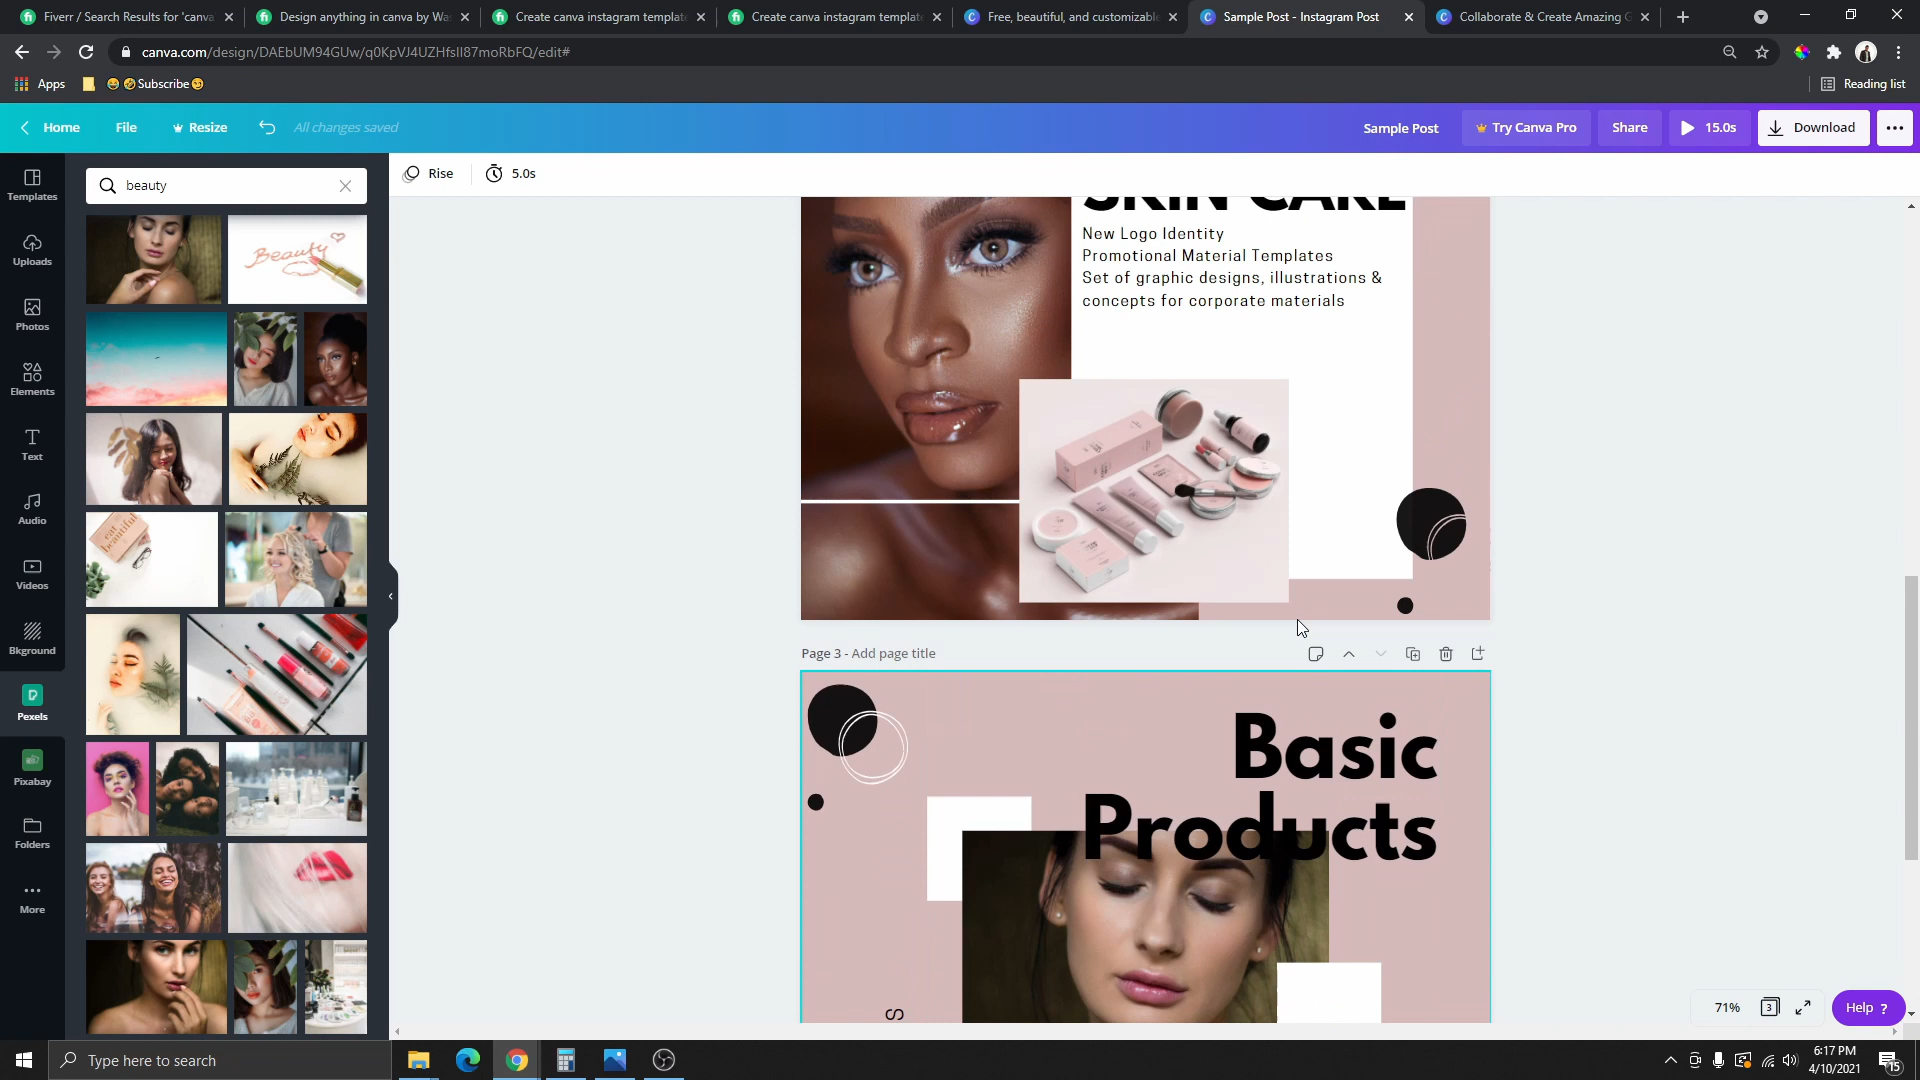 Fiverr / Search Results for 'canva
Design anything in canva by Wa
Create canva instagram templat
Create canva instagram templat
Free, beautiful, and customizable
Sample Post - Instagram Post
Collaborate & Create Amazing G
canva.com/design/DAEbUM94GUw/q0KpVJ4UZHfsII87moRbFQ/edit#
Apps
Subscribe
Reading list
Home
File
Resize
All changes saved
Sample Post
Try Canva Pro
Share
15.0s
Download
Templates
Uploads
Photos
Elements
Text
Audio
Videos
Bkground
Pexels
Pixabay
Folders
More
beauty
Beauty
eat beautiful
Rise
5.0s
SKIN CARE
New Logo Identity
Promotional Material Templates
Set of graphic designs, illustrations &
concepts for corporate materials
Page 3 - Add page title
Basic
Products
S
71%
3
Help ?
Type here to search
6:17 PM
4/10/2021
15